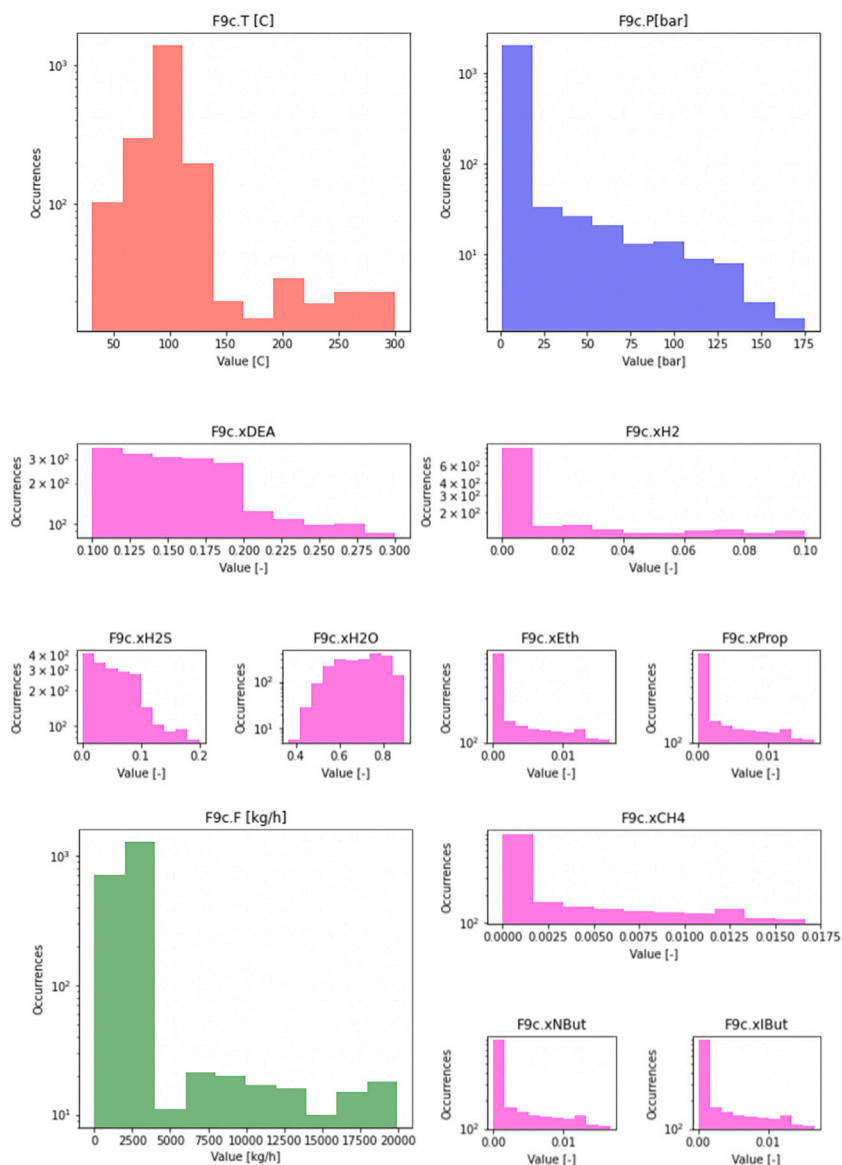 F9c.T [C]
Occurrences
10³
10²
50 100 150 200 250 300
Value [C]
F9c.P[bar]
Occurrences
10³
10²
10¹
0 25 50 75 100 125 150 175
Value [bar]
F9c.xDEA
Occurrences
3 × 10²
2 × 10²
10²
0.100 0.125 0.150 0.175 0.200 0.225 0.250 0.275 0.300
Value [-]
F9c.xH2
Occurrences
6 × 10²
4 × 10²
3 × 10²
2 × 10²
0.00 0.02 0.04 0.06 0.08 0.10
Value [-]
F9c.xH2S
Occurrences
4 × 10²
3 × 10²
2 × 10²
10²
0.0 0.1 0.2
Value [-]
F9c.xH2O
Occurrences
10²
10¹
0.4 0.6 0.8
Value [-]
F9c.xEth
Occurrences
10²
0.00 0.01
Value [-]
F9c.xProp
Occurrences
10²
0.00 0.01
Value [-]
F9c.F [kg/h]
Occurrences
10³
10²
10¹
0 2500 5000 7500 10000 12500 15000 17500 20000
Value [kg/h]
F9c.xCH4
Occurrences
10²
0.0000 0.0025 0.0050 0.0075 0.0100 0.0125 0.0150 0.0175
Value [-]
F9c.xNBut
Occurrences
10²
0.00 0.01
Value [-]
F9c.xIBut
Occurrences
10²
0.00 0.01
Value [-]